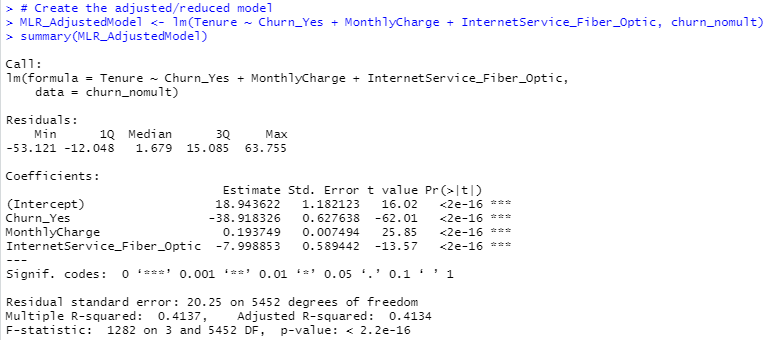 > # Create the adjusted/reduced model
> MLR_AdjustedModel <- lm(Tenure ~ Churn_Yes + MonthlyCharge + InternetService_Fiber_Optic, churn_nomult)
> summary(MLR_AdjustedModel)

Call:
lm(formula = Tenure ~ Churn_Yes + MonthlyCharge + InternetService_Fiber_Optic,
    data = churn_nomult)

Residuals:
    Min      1Q  Median      3Q     Max
-53.121 -12.048   1.679  15.085  63.755

Coefficients:
                              Estimate Std. Error t value Pr(>|t|)
(Intercept)                  18.943622   1.182123   16.02   <2e-16 ***
Churn_Yes                   -38.918326   0.627638  -62.01   <2e-16 ***
MonthlyCharge                 0.193749   0.007494   25.85   <2e-16 ***
InternetService_Fiber_Optic  -7.998853   0.589442  -13.57   <2e-16 ***
---
Signif. codes:  0 ‘***’ 0.001 ‘**’ 0.01 ‘*’ 0.05 ‘.’ 0.1 ‘ ’ 1

Residual standard error: 20.25 on 5452 degrees of freedom
Multiple R-squared:  0.4137,    Adjusted R-squared:  0.4134
F-statistic:  1282 on 3 and 5452 DF,  p-value: < 2.2e-16